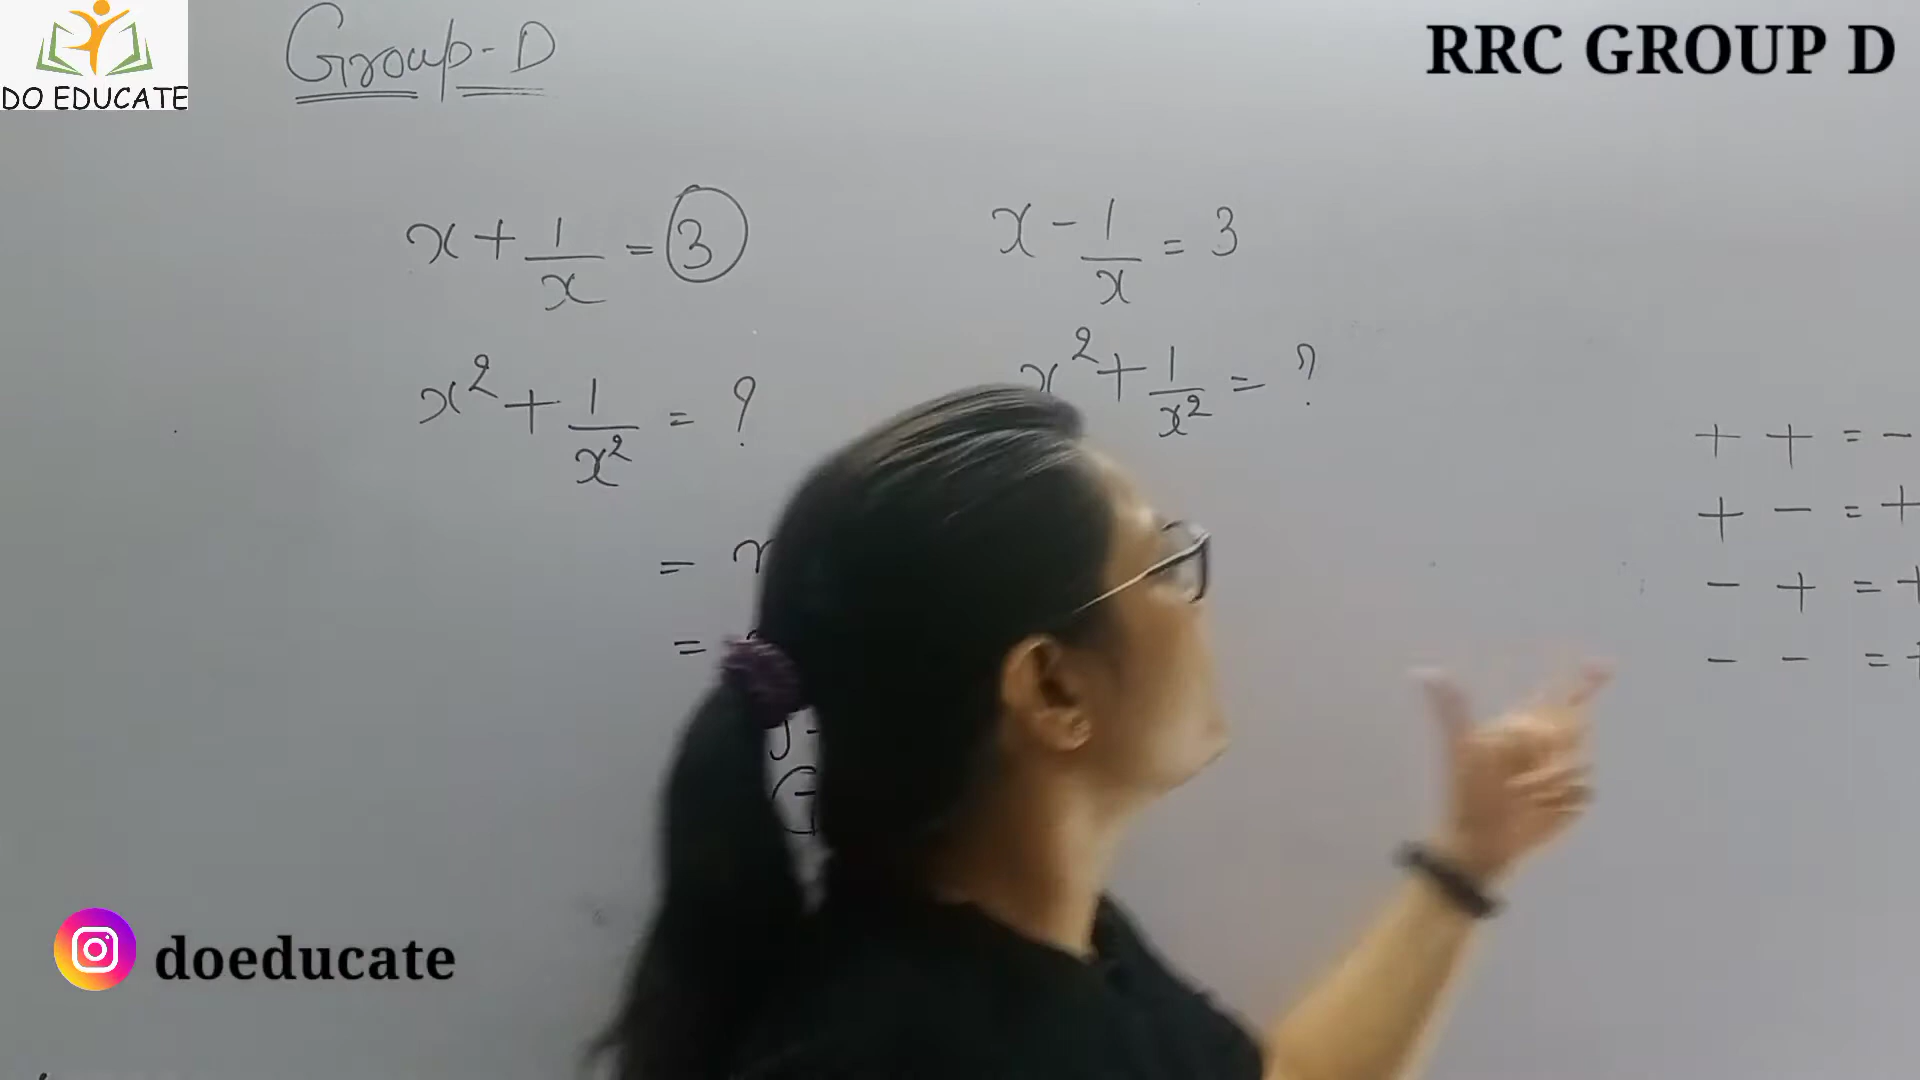 DO EDUCATE
Group-D
RRC GROUP D
x + 1/x = 3
x² + 1/x² = ?
=
=
x - 1/x = 3
x² + 1/x² = ?
+ + = -
+ - = +
- + = +
- - = +
doeducate